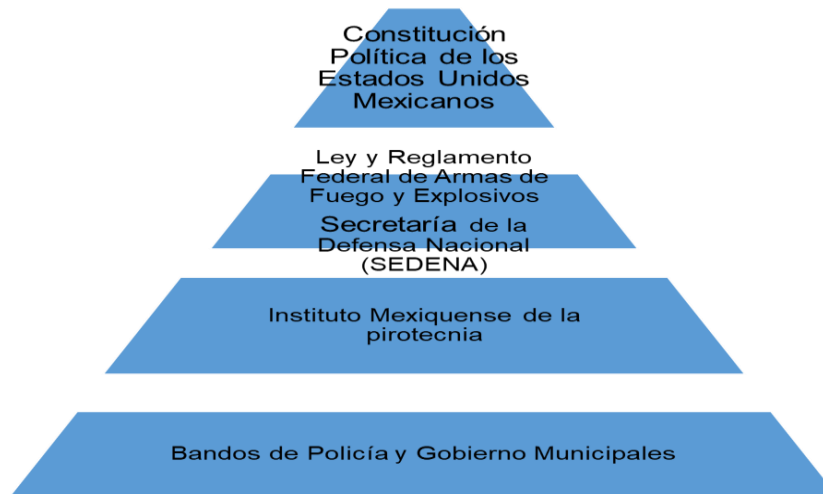 Constitución
Política de los
Estados Unidos
Mexicanos
Ley y Reglamento
Federal de Armas de
Fuego y Explosivos
Secretaría de la
Defensa Nacional
(SEDENA)
Instituto Mexiquense de la
pirotecnia
Bandos de Policía y Gobierno Municipales